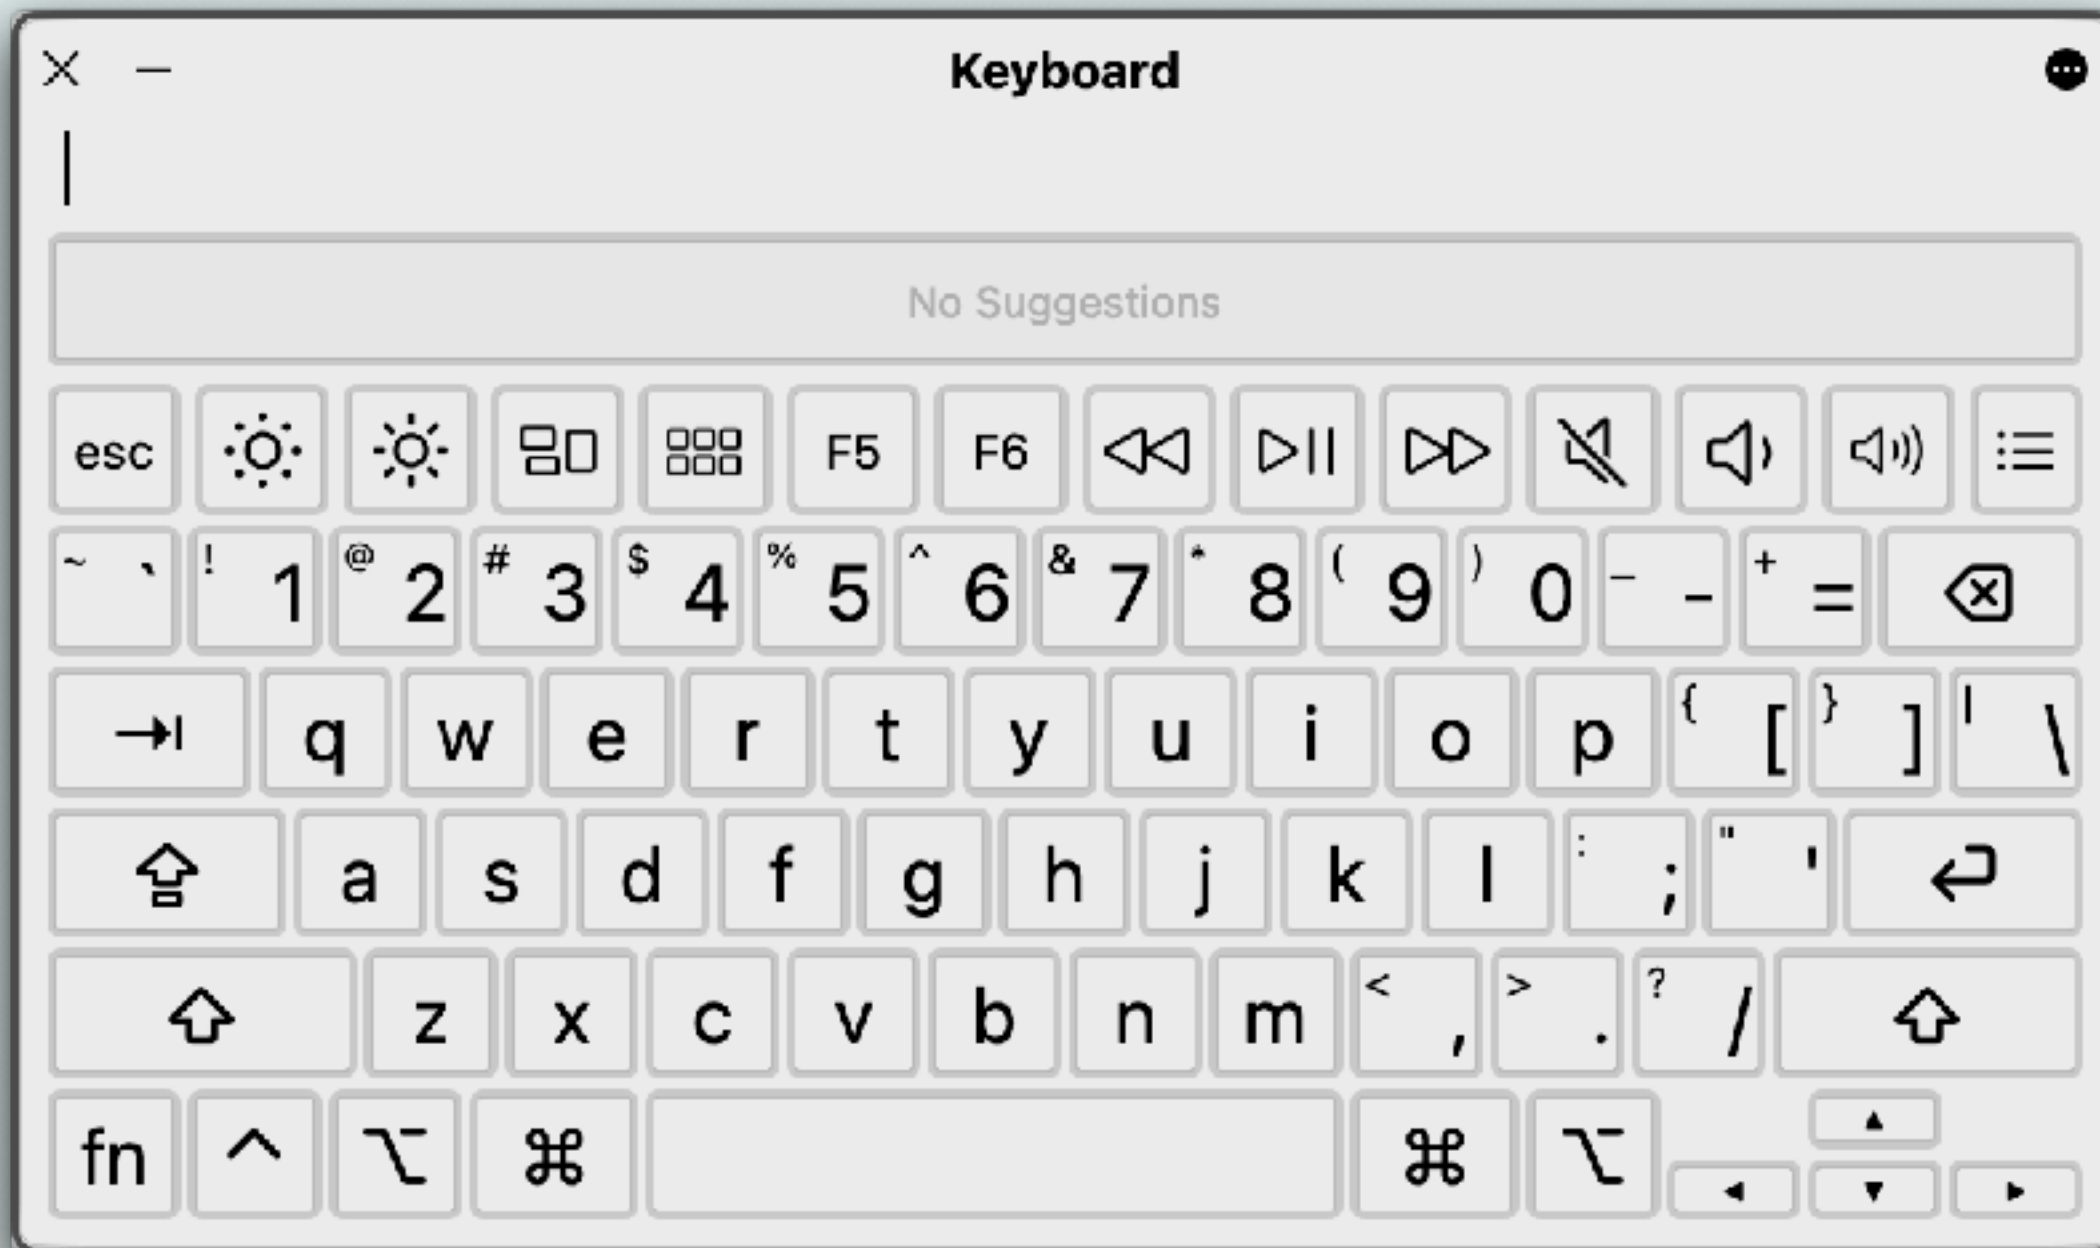 Keyboard
No Suggestions
esc F5 F6
~ ` ! 1 @ 2 # 3 $ 4 % 5 ^ 6 & 7 * 8 ( 9 ) 0 _ - + =
q w e r t y u i o p { [ } ] | \
a s d f g h j k l : ; " '
z x c v b n m < , > . ? /
fn ^ ⌥ ⌘ ⌘ ⌥